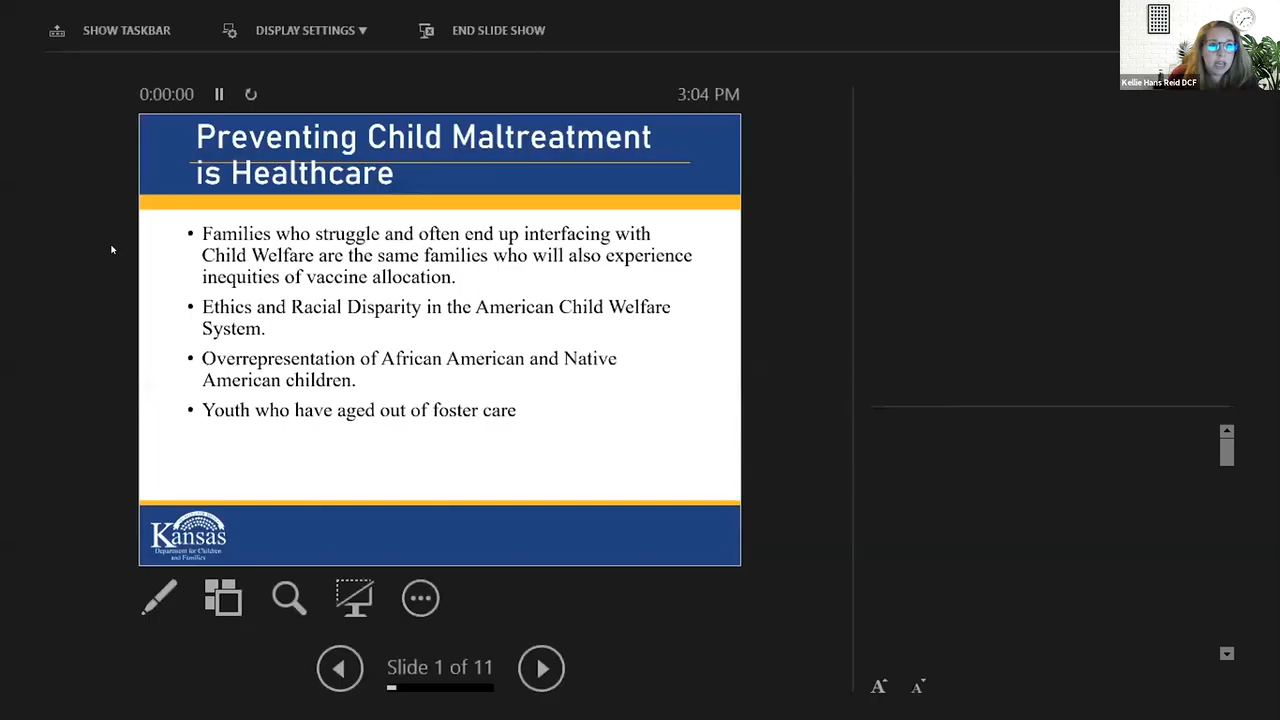 SHOW TASKBAR
DISPLAY SETTINGS ▼
END SLIDE SHOW
Kellie Hans Reid DCF
0:00:00
3:04 PM
Preventing Child Maltreatment
is Healthcare
• Families who struggle and often end up interfacing with
Child Welfare are the same families who will also experience
inequities of vaccine allocation.
• Ethics and Racial Disparity in the American Child Welfare
System.
• Overrepresentation of African American and Native
American children.
• Youth who have aged out of foster care
Kansas
Department for Children
and Families
Slide 1 of 11
A A